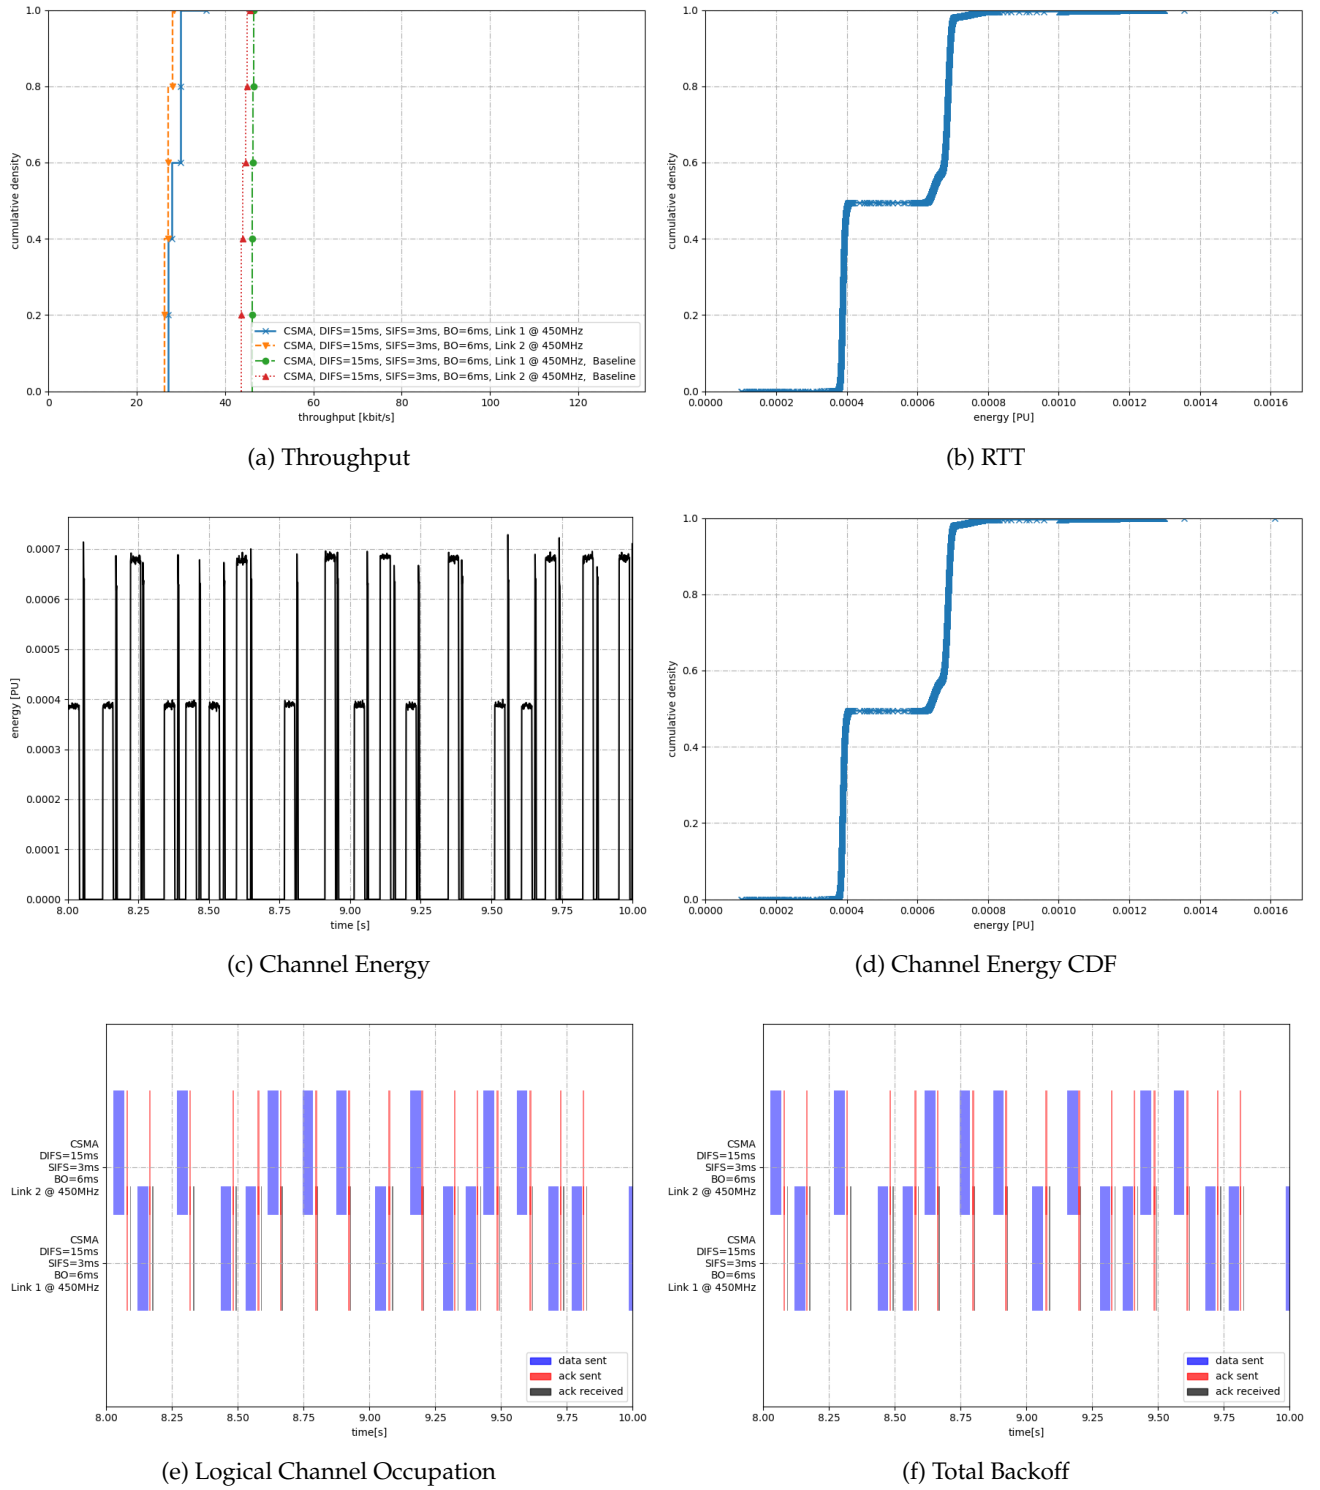 1.0
0.8
0.6
0.4
0.2
0.0
cumulative density
0 20 40 60 80 100 120
throughput [kbit/s]
CSMA, DIFS=15ms, SIFS=3ms, BO=6ms, Link 1 @ 450MHz
CSMA, DIFS=15ms, SIFS=3ms, BO=6ms, Link 2 @ 450MHz
CSMA, DIFS=15ms, SIFS=3ms, BO=6ms, Link 1 @ 450MHz, Baseline
CSMA, DIFS=15ms, SIFS=3ms, BO=6ms, Link 2 @ 450MHz, Baseline
(a) Throughput
1.0
0.8
0.6
0.4
0.2
0.0
cumulative density
0.0000 0.0002 0.0004 0.0006 0.0008 0.0010 0.0012 0.0014 0.0016
energy [PU]
(b) RTT
0.0007
0.0006
0.0005
0.0004
0.0003
0.0002
0.0001
0.0000
energy [PU]
8.00 8.25 8.50 8.75 9.00 9.25 9.50 9.75 10.00
time [s]
(c) Channel Energy
1.0
0.8
0.6
0.4
0.2
0.0
cumulative density
0.0000 0.0002 0.0004 0.0006 0.0008 0.0010 0.0012 0.0014 0.0016
energy [PU]
(d) Channel Energy CDF
CSMA
DIFS=15ms
SIFS=3ms
BO=6ms
Link 2 @ 450MHz
CSMA
DIFS=15ms
SIFS=3ms
BO=6ms
Link 1 @ 450MHz
data sent
ack sent
ack received
8.00 8.25 8.50 8.75 9.00 9.25 9.50 9.75 10.00
time[s]
(e) Logical Channel Occupation
CSMA
DIFS=15ms
SIFS=3ms
BO=6ms
Link 2 @ 450MHz
CSMA
DIFS=15ms
SIFS=3ms
BO=6ms
Link 1 @ 450MHz
data sent
ack sent
ack received
8.00 8.25 8.50 8.75 9.00 9.25 9.50 9.75 10.00
time[s]
(f) Total Backoff